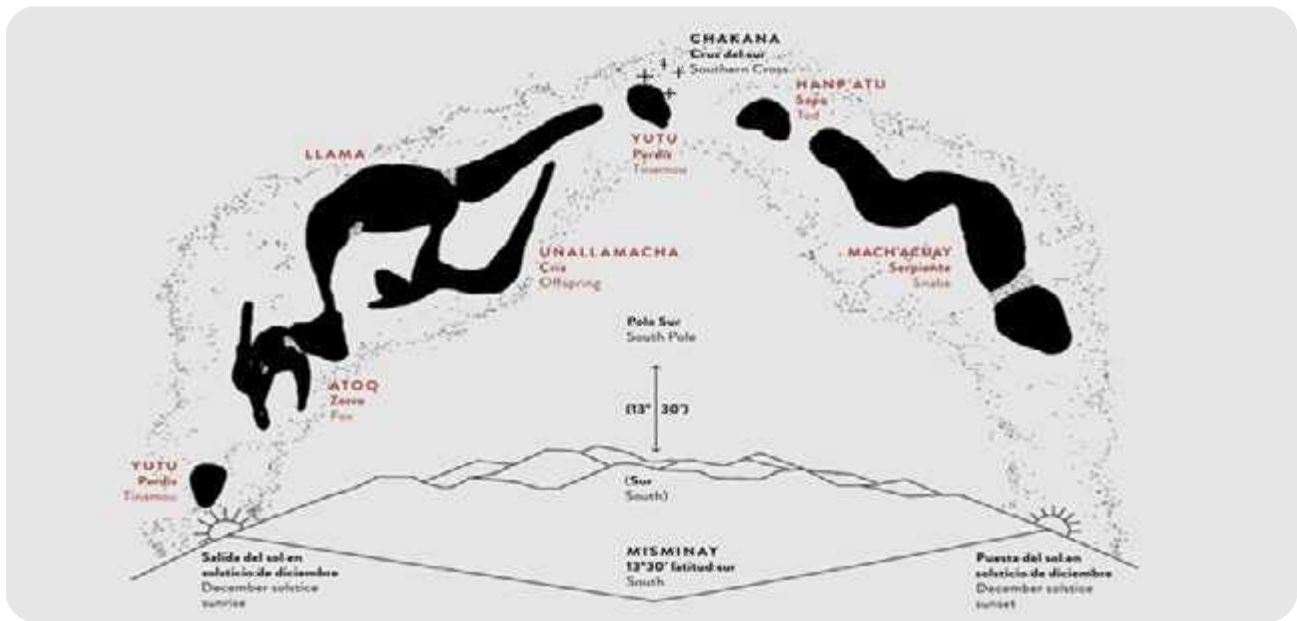 CHAKANA
Cruz del sur
Southern Cross
HANP'ATU
Sapo
Tod
YUTU
Perdiz
Tinamou
LLAMA
UNALLAMACHA
Cria
Offspring
MACH'ACUAY
Serpiente
Snake
Polo Sur
South Pole
(13° 30')
ATOQ
Zorro
Fox
YUTU
Perdiz
Tinamou
(Sur
South)
Salida del sol en
solsticio de diciembre
December solstice
sunrise
MISMINAY
13°30' latitud sur
South
Puesta del sol en
solsticio de diciembre
December solstice
sunset